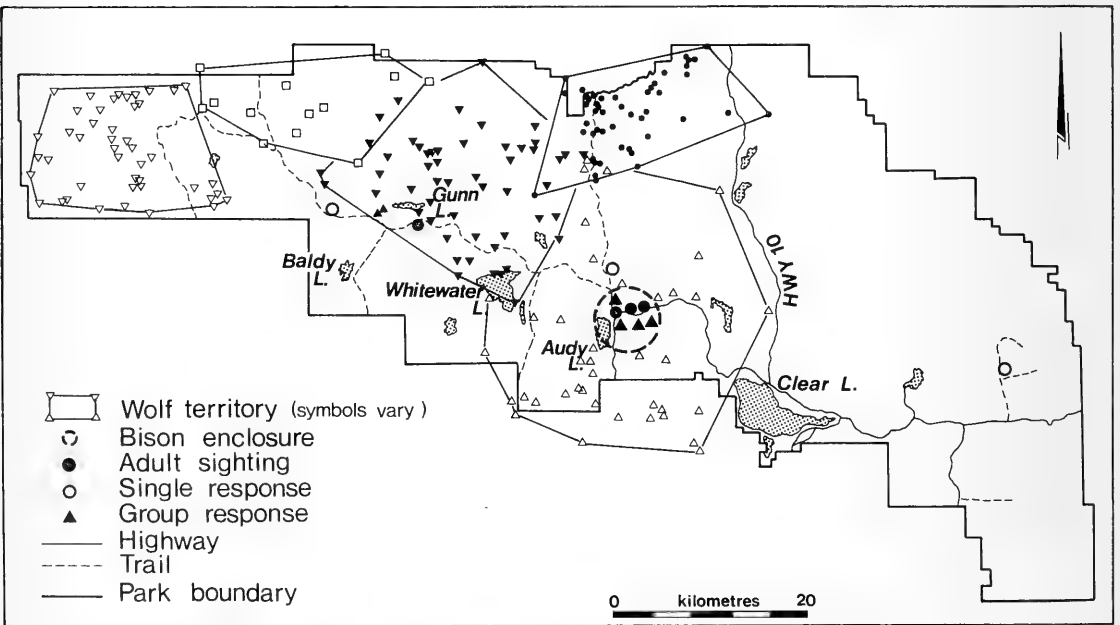 Gunn
L.
HWY 10
Baldy
L.
Whitewater
L.
Audy
L.
Clear L.
Wolf territory (symbols vary)
Bison enclosure
Adult sighting
Single response
Group response
Highway
Trail
Park boundary
0 kilometres 20